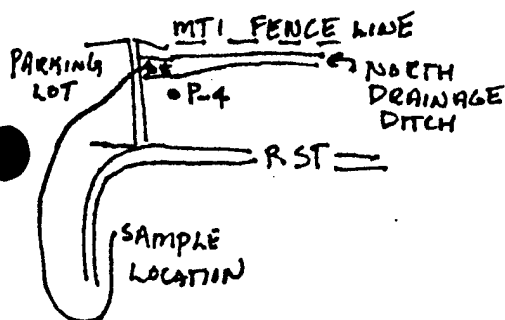 MTI FENCE LINE
PARKING
LOT
NORTH
DRAINAGE
DITCH
P-4
RST
SAMPLE
LOCATION